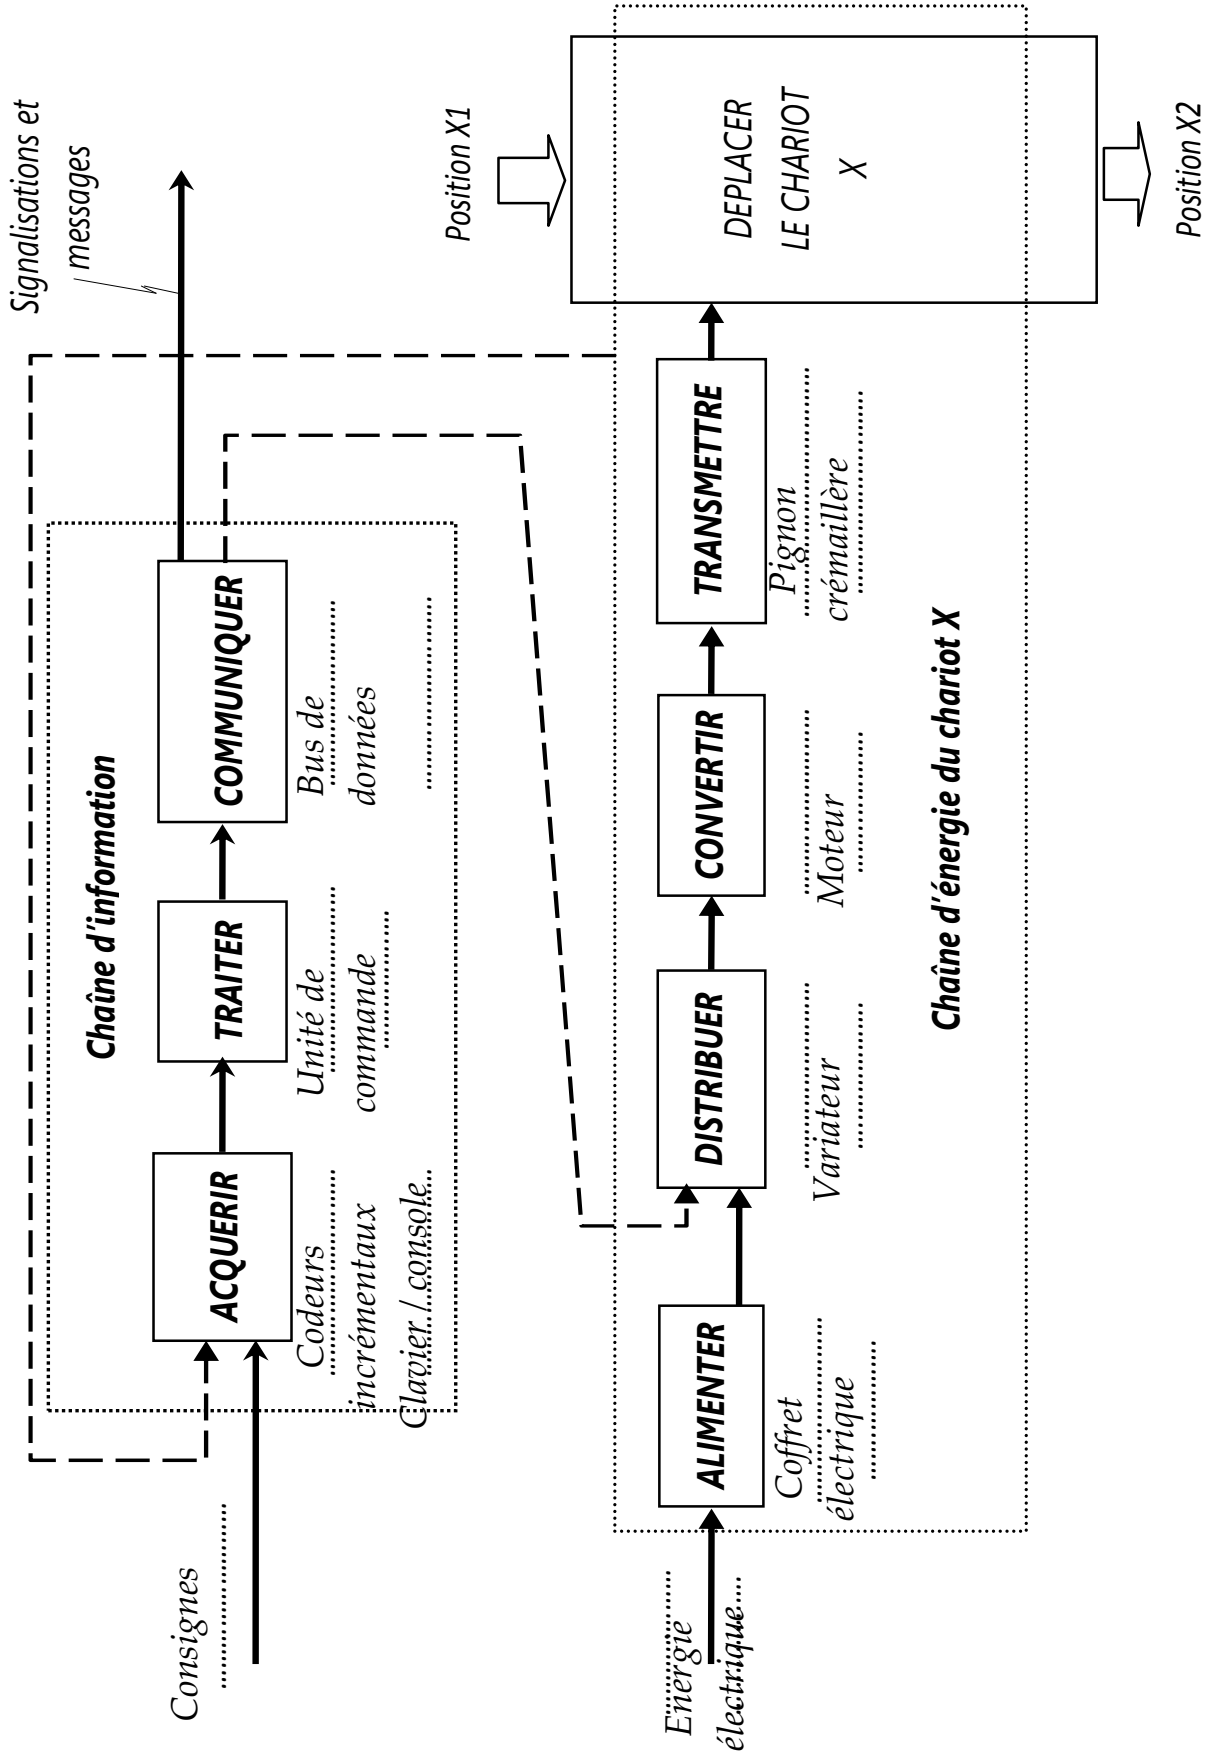 Signalisations et
messages
Chaîne d'information
Consignes
ACQUERIR
Codeurs
incrémentaux
Clavier / console
TRAITER
Unité de
commande
COMMUNIQUER
Bus de
données
Energie
électrique
ALIMENTER
Coffret
électrique
DISTRIBUER
Variateur
CONVERTIR
Moteur
TRANSMETTRE
Pignon
crémaillère
Position X1
DEPLACER
LE CHARIOT
X
Position X2
Chaîne d'énergie du chariot X